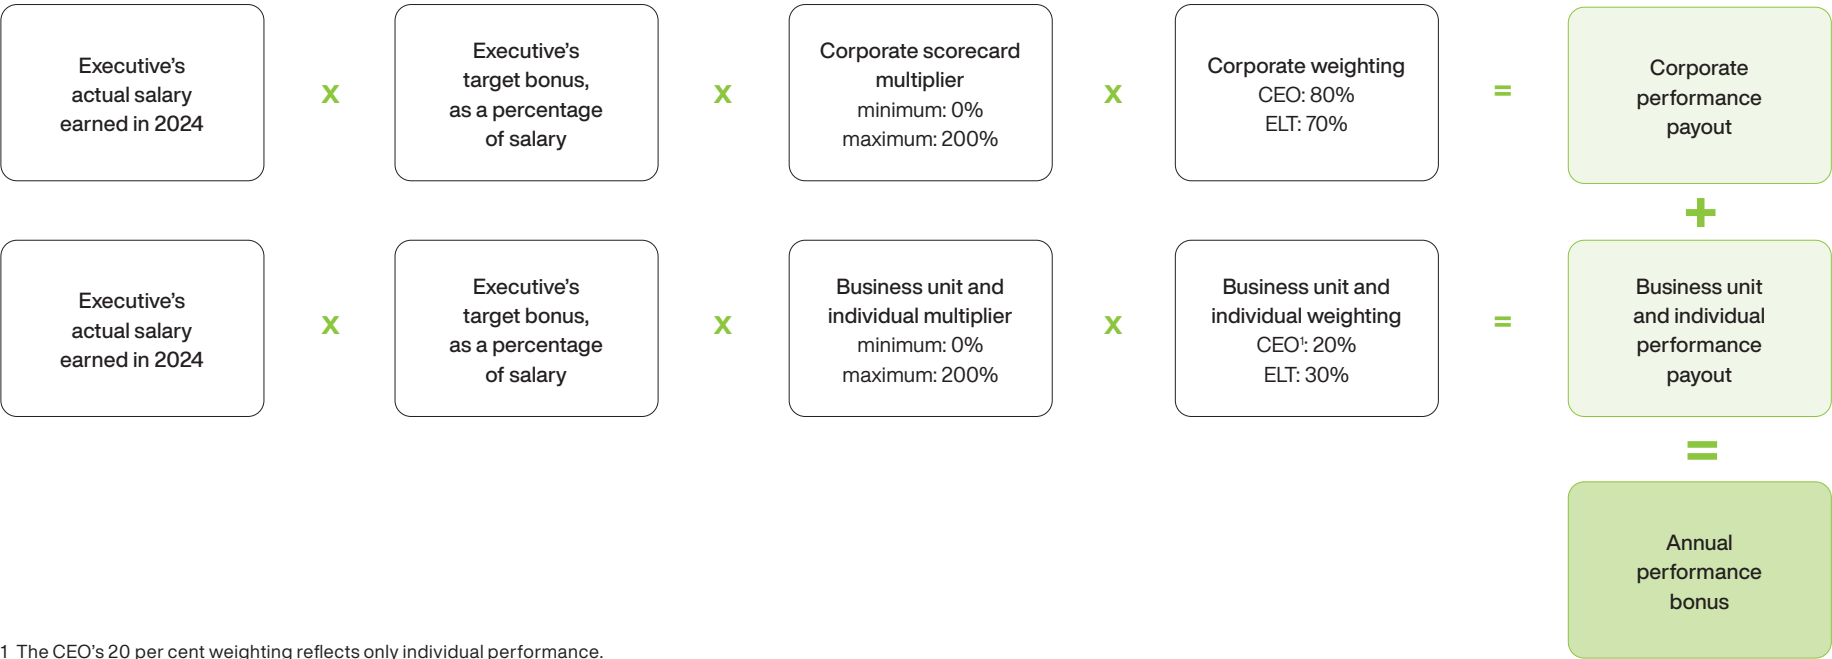 Executive's
actual salary
earned in 2024
x
Executive's
target bonus,
as a percentage
of salary
x
Corporate scorecard
multiplier
minimum: 0%
maximum: 200%
x
Corporate weighting
CEO: 80%
ELT: 70%
=
Corporate
performance
payout
+
Executive's
actual salary
earned in 2024
x
Executive's
target bonus,
as a percentage
of salary
x
Business unit and
individual multiplier
minimum: 0%
maximum: 200%
x
Business unit and
individual weighting
CEO¹: 20%
ELT: 30%
=
Business unit
and individual
performance
payout
=
Annual
performance
bonus
1 The CEO's 20 per cent weighting reflects only individual performance.